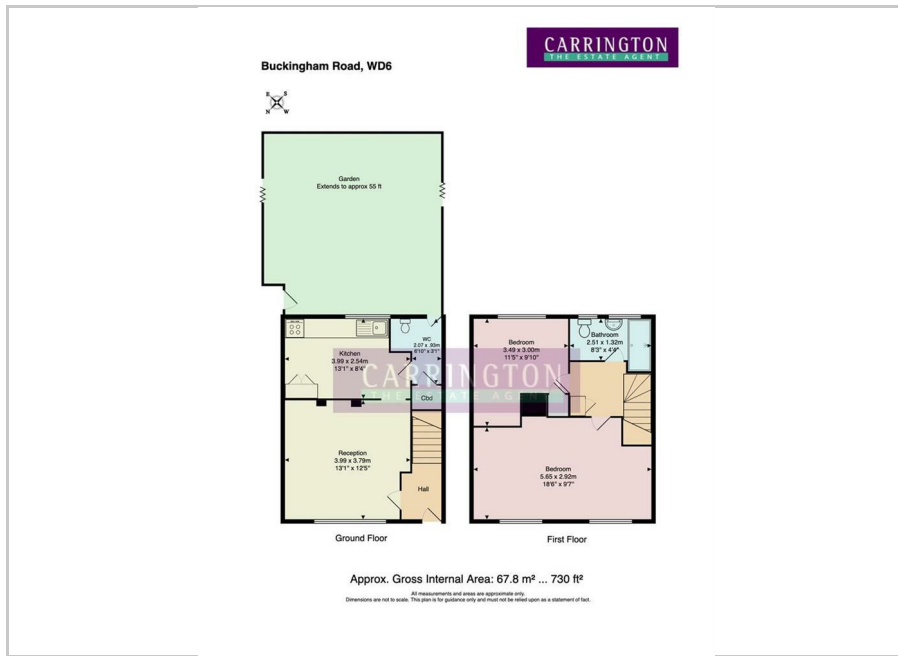 CARRINGTON
THE ESTATE AGENT
Buckingham Road, WD6
E S
N W
Garden
Extends to approx 55 ft
Kitchen
3.99 x 2.54m
13'1" x 8'4"
WC
2.07 x .93m
6'10" x 3'1"
Cbd
Reception
3.99 x 3.79m
13'1" x 12'5"
Hall
Ground Floor
Bedroom
3.49 x 3.00m
11'5" x 9'10"
Bathroom
2.51 x 1.32m
8'3" x 4'4"
Bedroom
5.65 x 2.92m
18'6" x 9'7"
First Floor
CARRINGTON
THE ESTATE AGENT
Approx. Gross Internal Area: 67.8 m² ... 730 ft²
All measurements and areas are approximate only.
Dimensions are not to scale. This plan is for guidance only and must not be relied upon as a statement of fact.